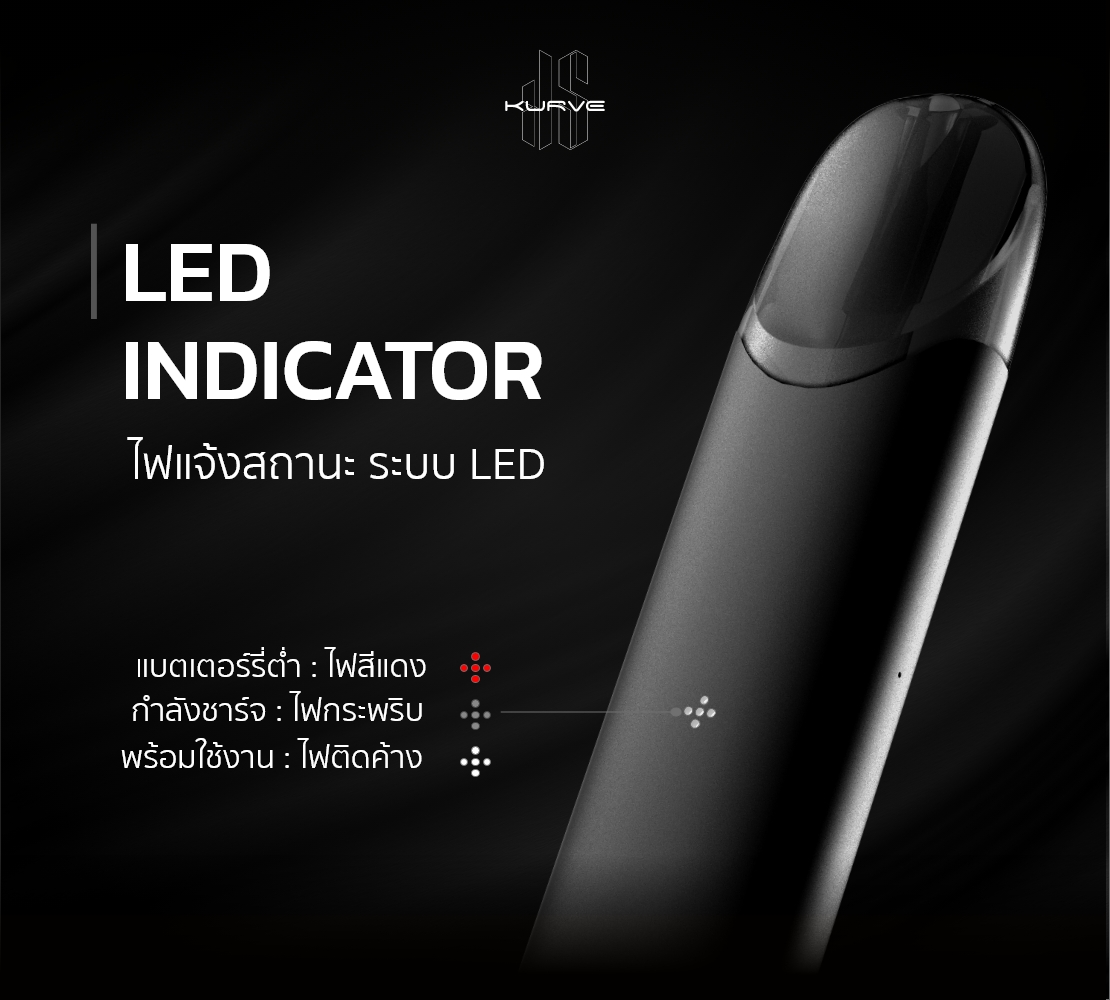 KURVE
LED
INDICATOR
ไฟแจ้งสถานะ ระบบ LED
แบตเตอร์รี่ต่ำ : ไฟสีแดง
กำลังชาร์จ : ไฟกระพริบ
พร้อมใช้งาน : ไฟติดค้าง